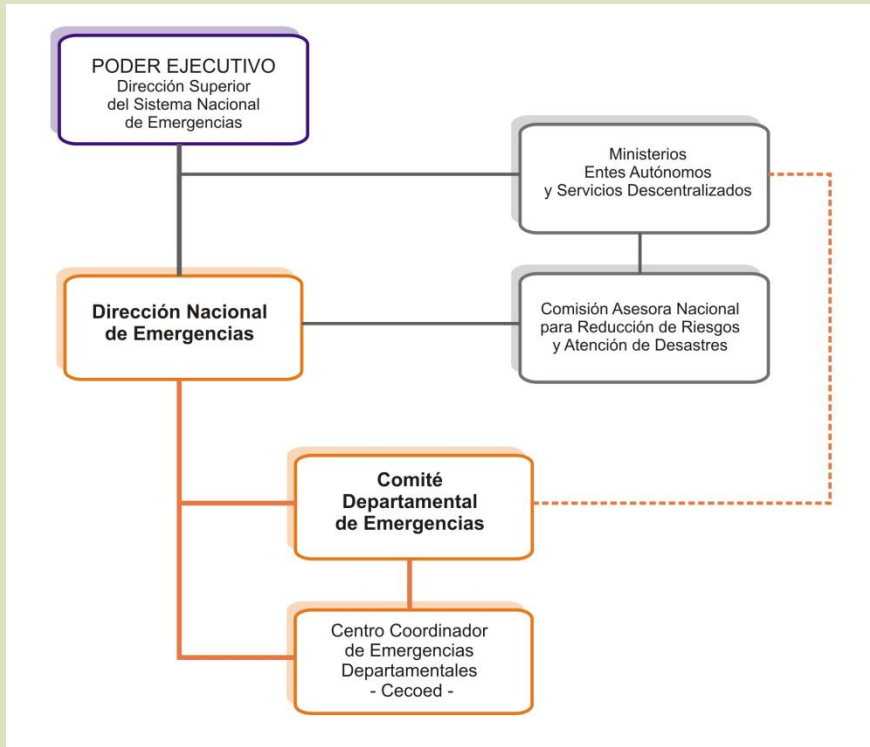 PODER EJECUTIVO
Dirección Superior
del Sistema Nacional
de Emergencias
Ministerios
Entes Autónomos
y Servicios Descentralizados
Dirección Nacional
de Emergencias
Comisión Asesora Nacional
para Reducción de Riesgos
y Atención de Desastres
Comité
Departamental
de Emergencias
Centro Coordinador
de Emergencias
Departamentales
- Cecoed -